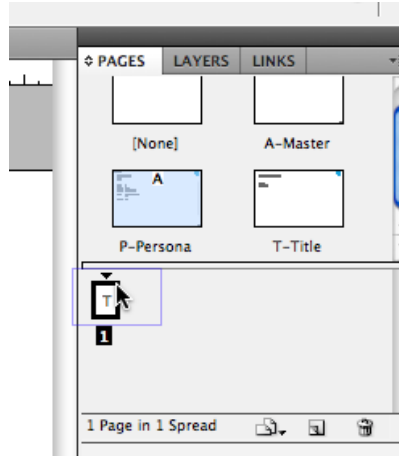 PAGES LAYERS LINKS
[None] A-Master
A
P-Persona T-Title
T
1
1 Page in 1 Spread